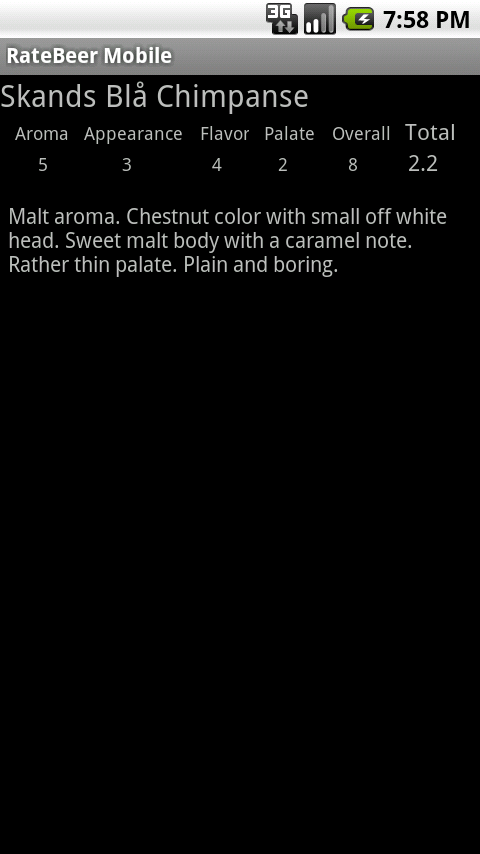 3G 7:58 PM
RateBeer Mobile
Skands Blå Chimpanse
Aroma Appearance Flavor Palate Overall Total
5 3 4 2 8 2.2
Malt aroma. Chestnut color with small off white
head. Sweet malt body with a caramel note.
Rather thin palate. Plain and boring.